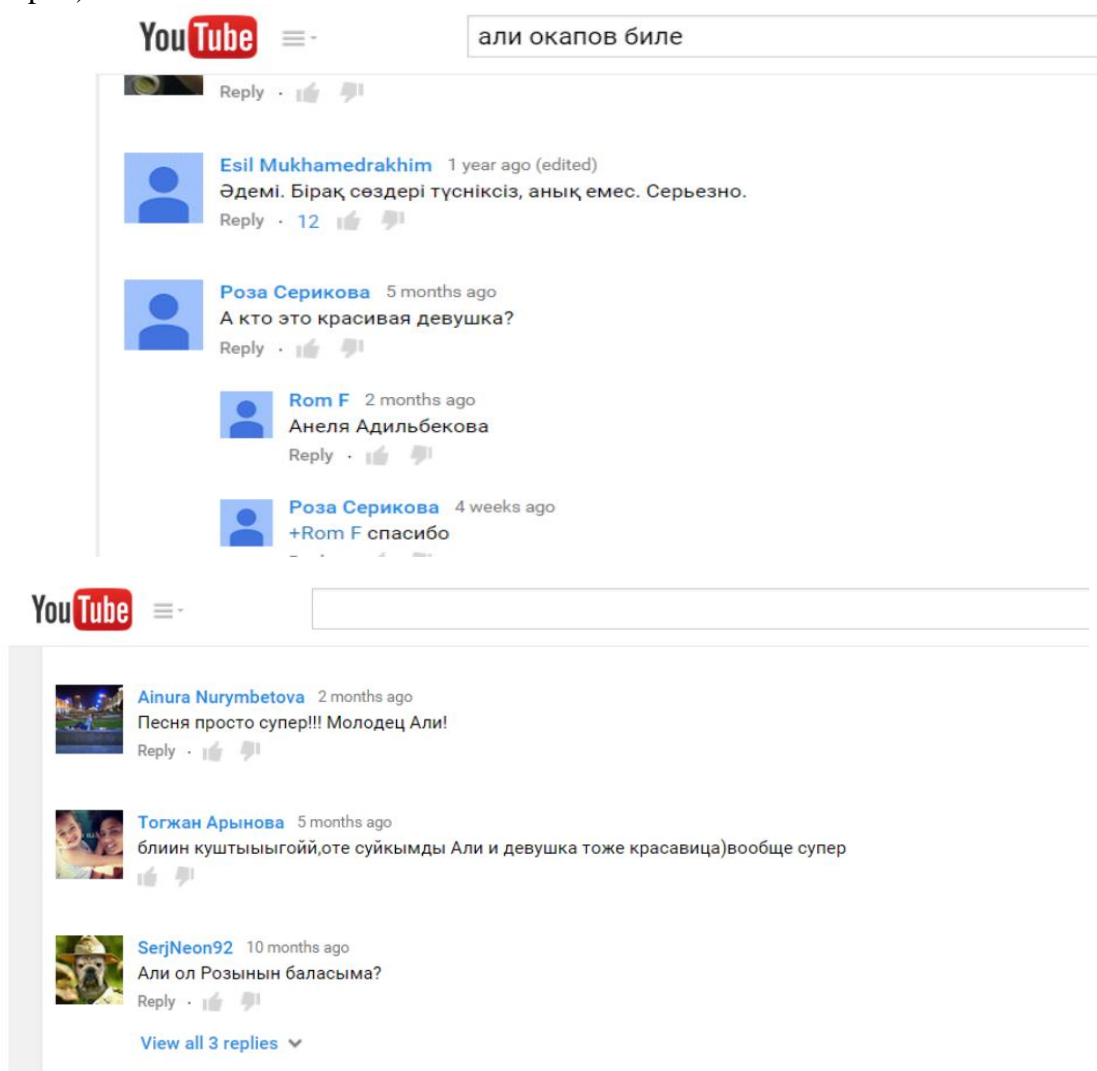 YouTube
али окапов биле
Reply ·
Esil Mukhamedrakhim 1 year ago (edited)
Әдемі. Бірақ сөздері түсніксіз, анық емес. Серьезно.
Reply · 12
Роза Серикова 5 months ago
А кто это красивая девушка?
Reply ·
Rom F 2 months ago
Анеля Адильбекова
Reply ·
Роза Серикова 4 weeks ago
+Rom F спасибо
YouTube
Ainura Nurymbetova 2 months ago
Песня просто супер!!! Молодец Али!
Reply ·
Тогжан Арынова 5 months ago
блиин куштыыыгойй,оте суйкымды Али и девушка тоже красавица)вообще супер
SerjNeon92 10 months ago
Али ол Розынын баласыма?
Reply ·
View all 3 replies